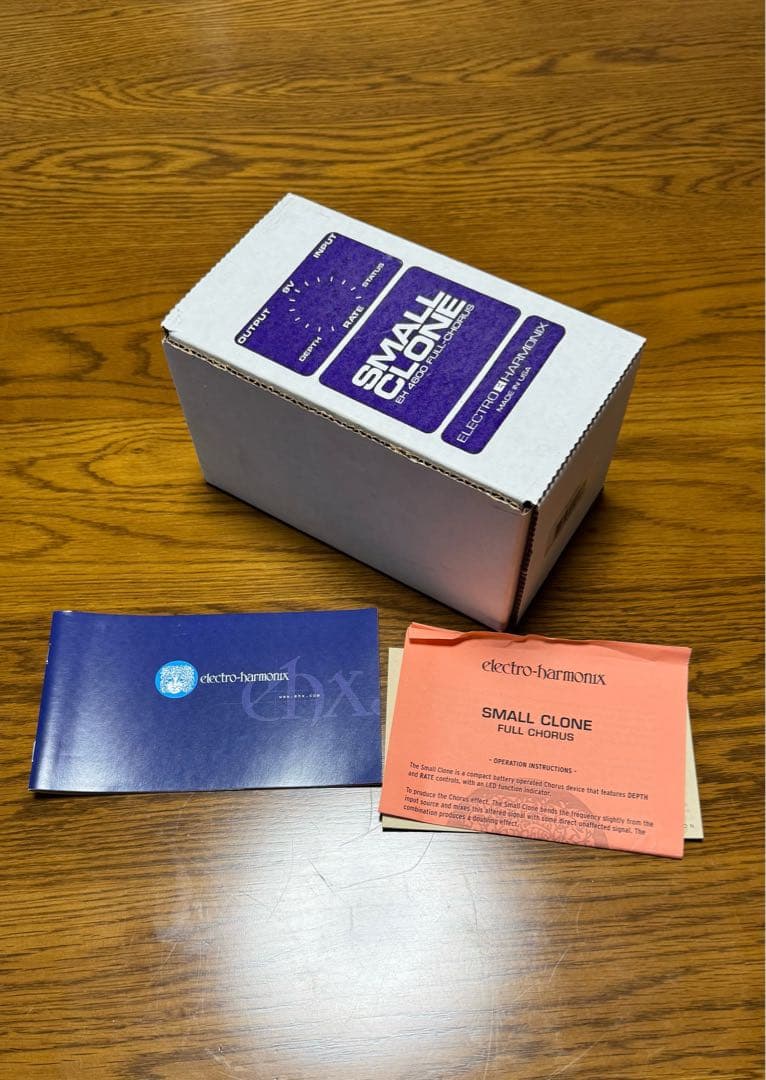 INPUT
9V
OUTPUT
STATUS
RATE
DEPTH
SMALL
CLONE
EH 4600 FULL-CHORUS
ELECTRO-HARMONIX
MADE IN USA
electro-harmonix
www.ehx.com
ehx.
electro-harmonix
SMALL CLONE
FULL CHORUS
- OPERATION INSTRUCTIONS -
The Small Clone is a compact battery operated Chorus device that features DEPTH
and RATE controls, with an LED function indicator.
To produce the Chorus effect, The Small Clone bends the frequency slightly from the
input source and mixes this altered signal with some direct unaffected signal. The
combination produces a doubling effect.